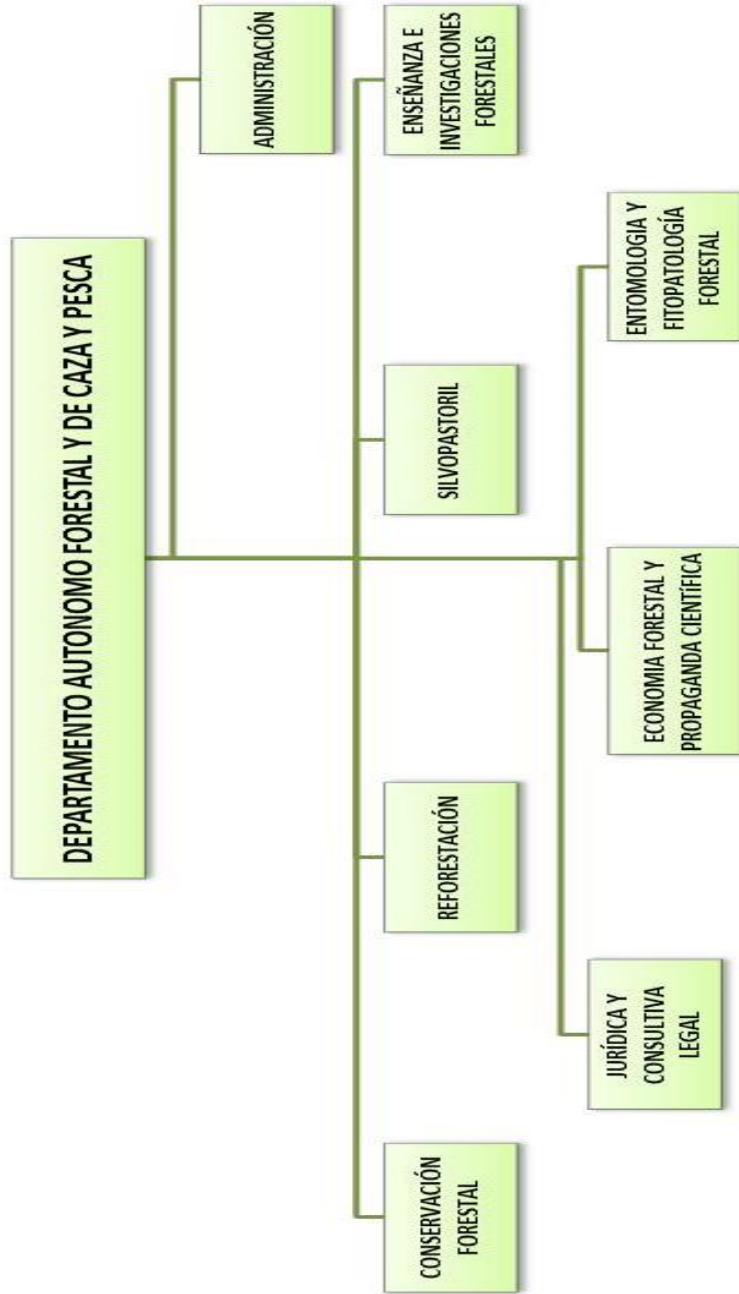 DEPARTAMENTO AUTONOMO FORESTAL Y DE CAZA Y PESCA
ADMINISTRACIÓN
CONSERVACIÓN
FORESTAL
REFORESTACIÓN
SILVOPASTORIL
ENSEÑANZA E
INVESTIGACIONES
FORESTALES
JURÍDICA Y
CONSULTIVA
LEGAL
ECONOMIA FORESTAL Y
PROPAGANDA CIENTÍFICA
ENTOMOLOGIA Y
FITOPATOLOGÍA
FORESTAL